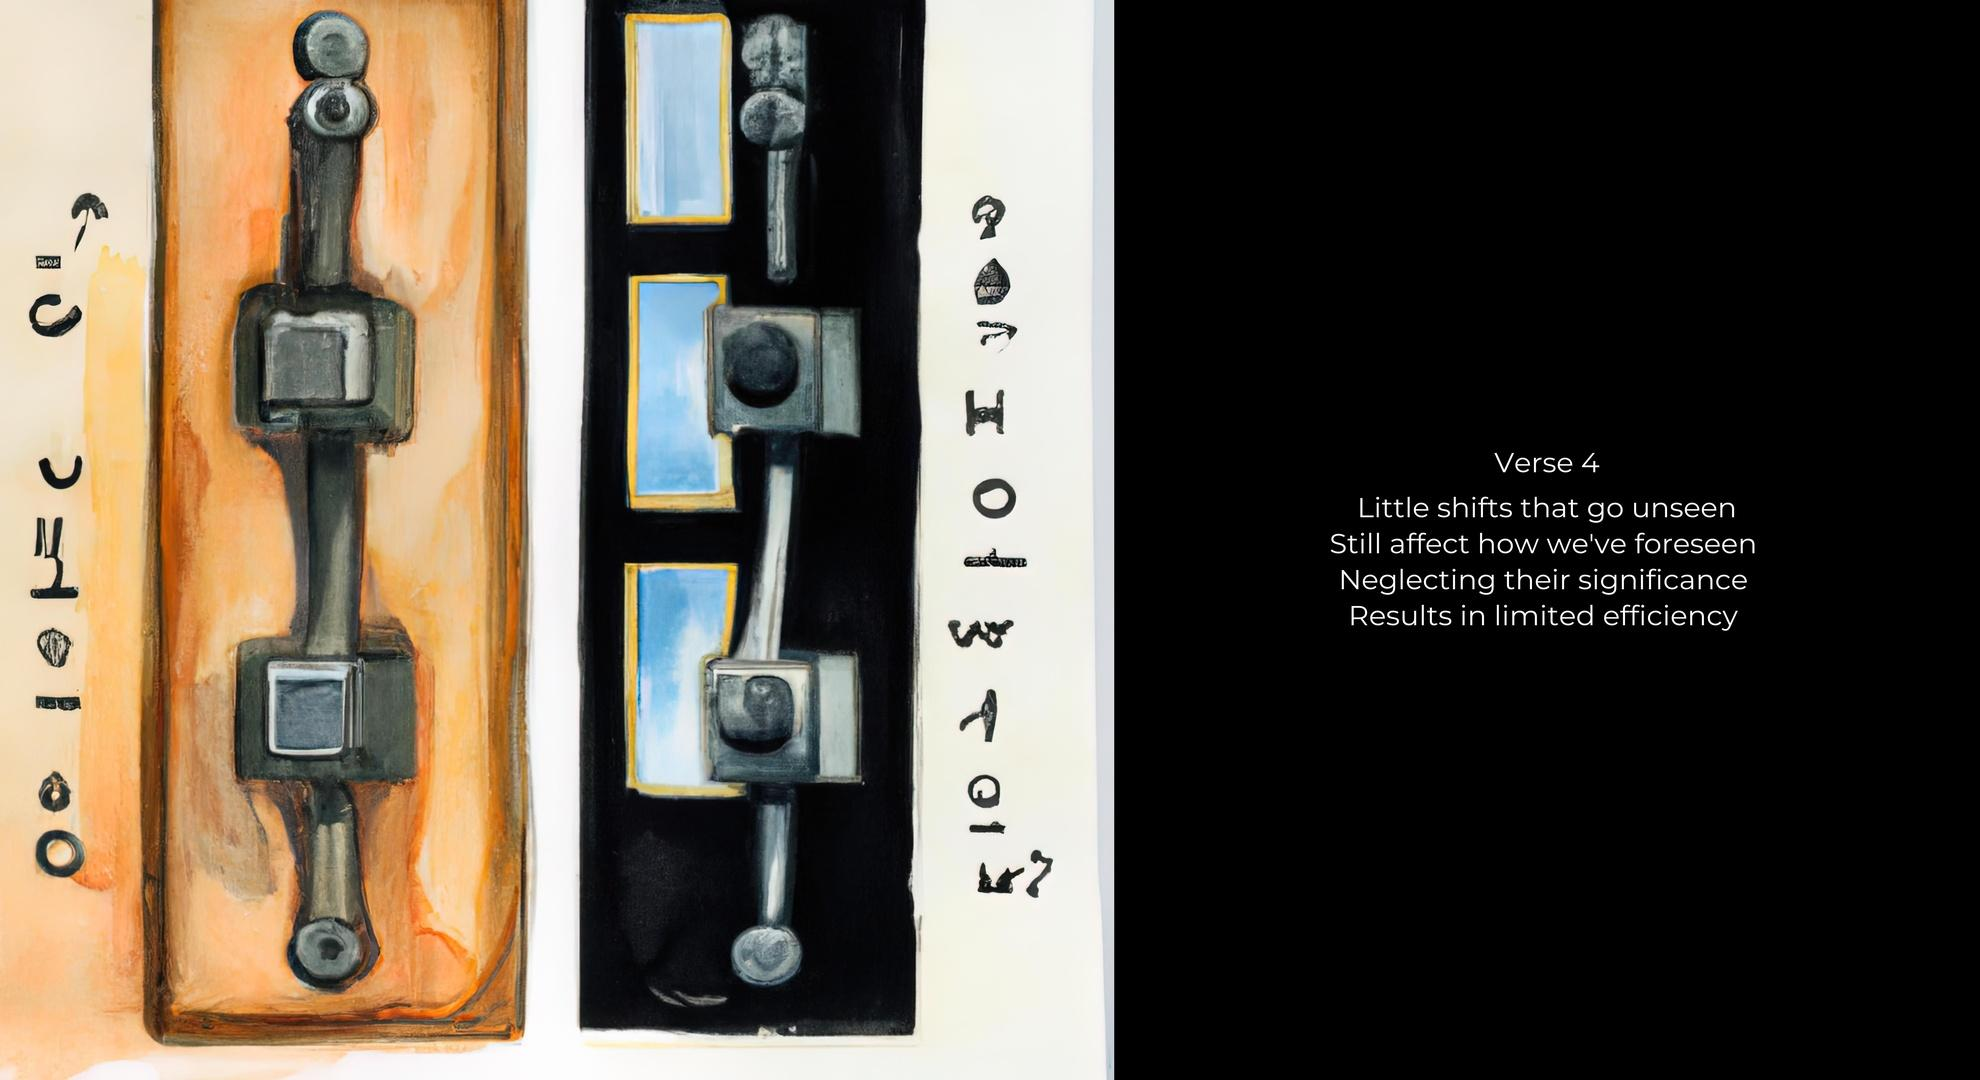 Verse 4
Little shifts that go unseen
Still affect how we've foreseen
Neglecting their significance
Results in limited efficiency